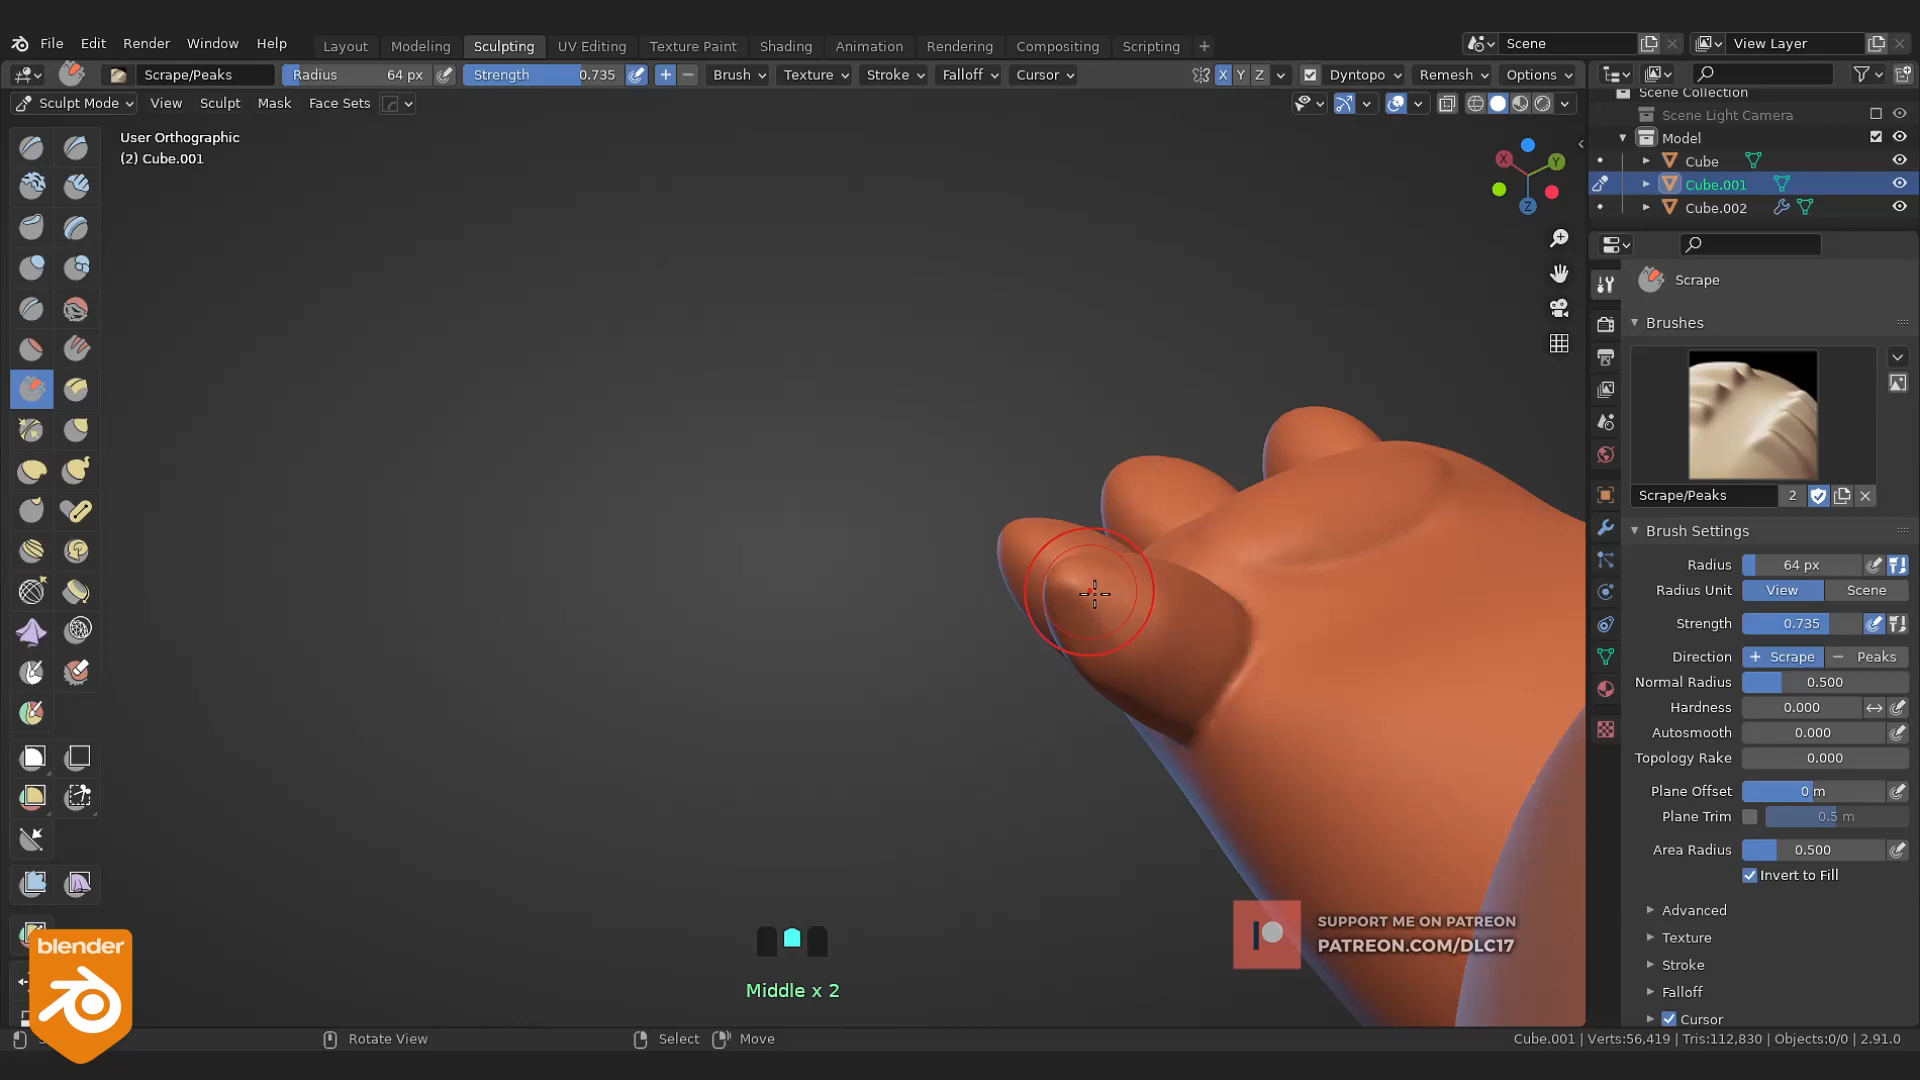 File Edit Render Window Help Layout Modeling Sculpting UV Editing Texture Paint Shading Animation Rendering Compositing Scripting + Scene View Layer
Scrape/Peaks Radius 64 px Strength 0.735 + − Brush Texture Stroke Falloff Cursor X Y Z Dyntopo Remesh Options
Sculpt Mode View Sculpt Mask Face Sets
User Orthographic
(2) Cube.001
X Y Z
Scene Collection
Scene Light Camera
Model
Cube
Cube.001
Cube.002
Scrape
Brushes
Scrape/Peaks 2
Brush Settings
Radius 64 px
Radius Unit View Scene
Strength 0.735
Direction + Scrape − Peaks
Normal Radius 0.500
Hardness 0.000
Autosmooth 0.000
Topology Rake 0.000
Plane Offset 0 m
Plane Trim 0.5 m
Area Radius 0.500
Invert to Fill
Advanced
Texture
Stroke
Falloff
Cursor
SUPPORT ME ON PATREON
PATREON.COM/DLC17
Middle x 2
blender
Rotate View Select Move Cube.001 | Verts:56,419 | Tris:112,830 | Objects:0/0 | 2.91.0